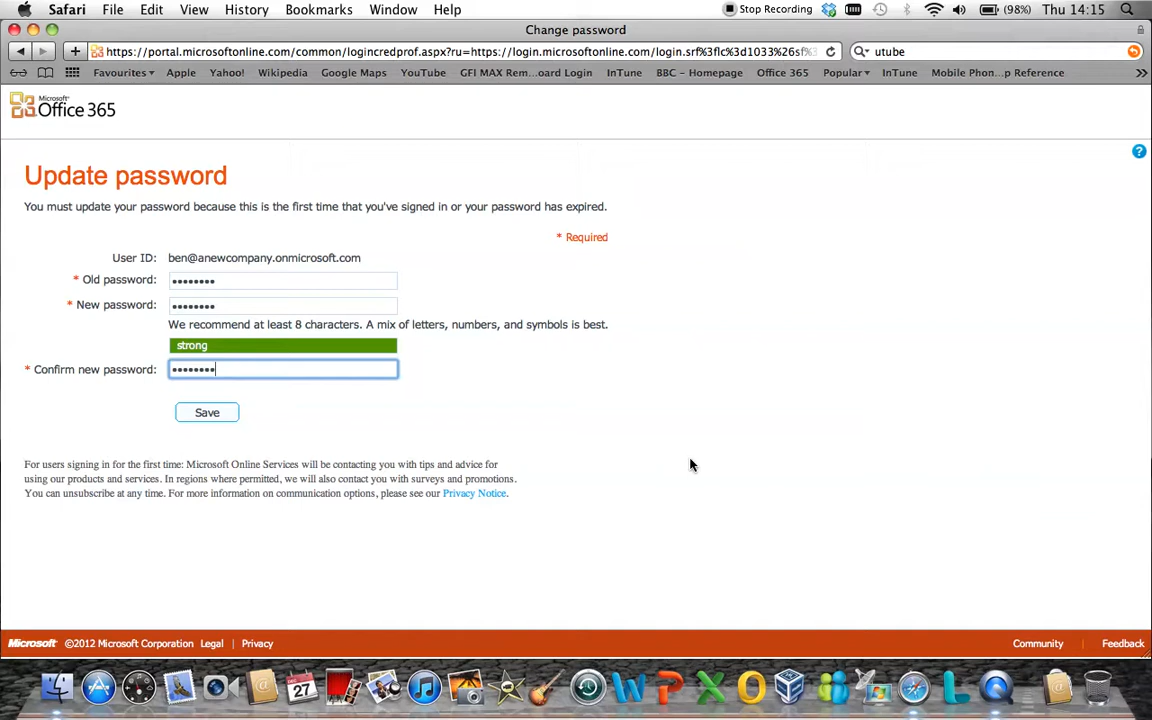 Safari File Edit View History Bookmarks Window Help Stop Recording (98%) Thu 14:15
Change password
https://portal.microsoftonline.com/common/logincredprof.aspx?ru=https://login.microsoftonline.com/login.srf%3flc%3d1033%26sf% utube
Favourites Apple Yahoo! Wikipedia Google Maps YouTube GFI MAX Rem...oard Login InTune BBC - Homepage Office 365 Popular InTune Mobile Phon...p Reference
Microsoft
Office 365
Update password
You must update your password because this is the first time that you've signed in or your password has expired.
* Required
User ID: ben@anewcompany.onmicrosoft.com
* Old password: ••••••••
* New password: ••••••••
We recommend at least 8 characters. A mix of letters, numbers, and symbols is best.
strong
* Confirm new password: ••••••••
Save
For users signing in for the first time: Microsoft Online Services will be contacting you with tips and advice for
using our products and services. In regions where permitted, we will also contact you with surveys and promotions.
You can unsubscribe at any time. For more information on communication options, please see our Privacy Notice.
Microsoft ©2012 Microsoft Corporation Legal | Privacy Community | Feedback
DEC
27